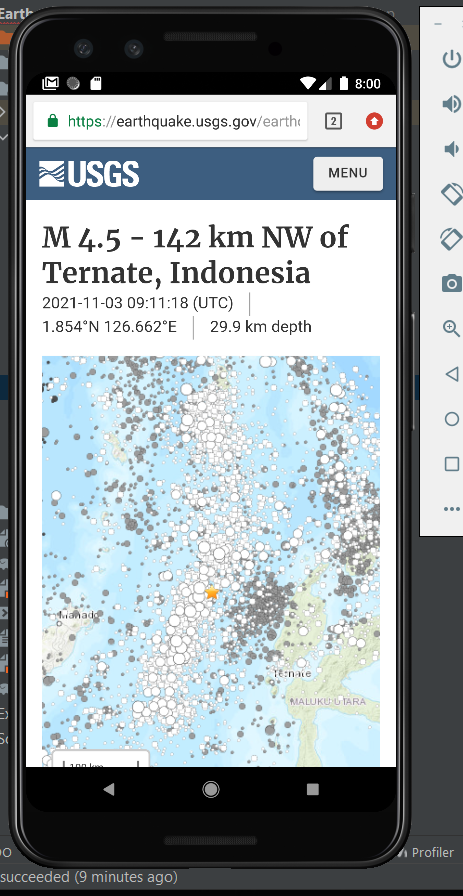 Earth
8:00
https://earthquake.usgs.gov/earth
2
USGS
MENU
M 4.5 - 142 km NW of
Ternate, Indonesia
2021-11-03 09:11:18 (UTC)
1.854°N 126.662°E
29.9 km depth
Manado
Ternate
MALUKU UTARA
100 km
Profiler
succeeded (9 minutes ago)